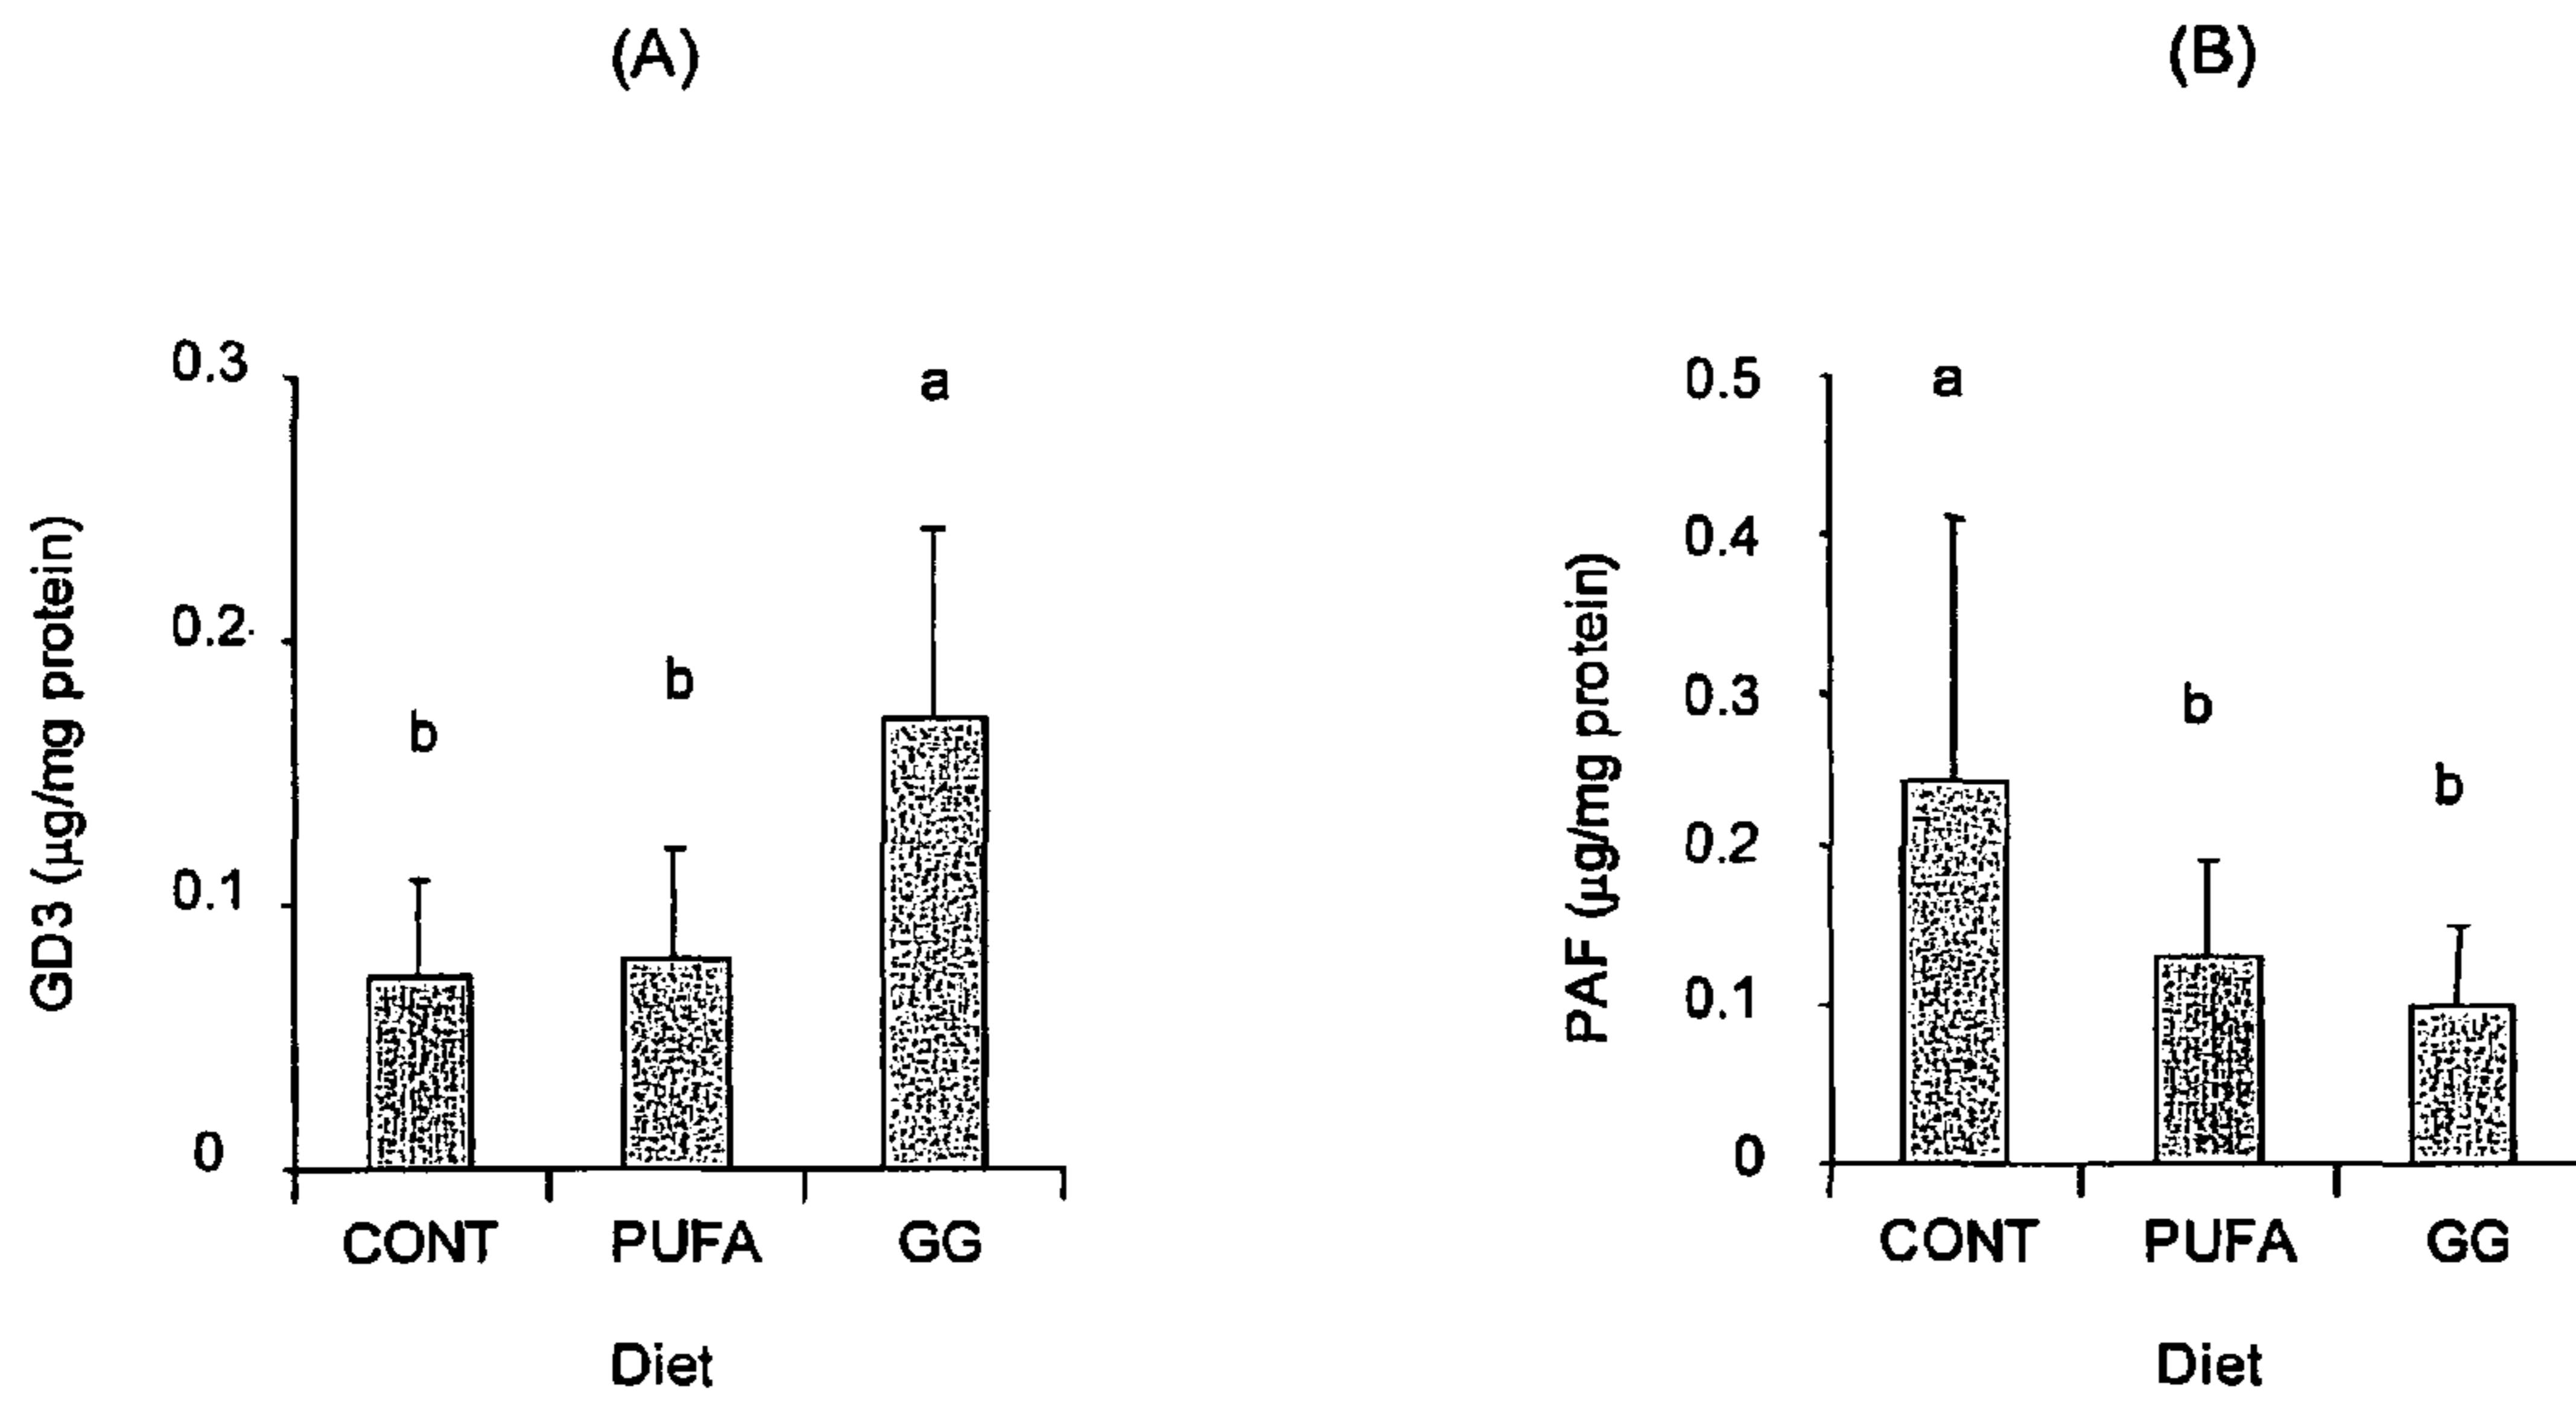 (A)
0.3
0.2
0.1
0
GD3 (µg/mg protein)
b
b
a
CONT PUFA GG
Diet
(B)
0.5
0.4
0.3
0.2
0.1
0
PAF (µg/mg protein)
a
b
b
CONT PUFA GG
Diet